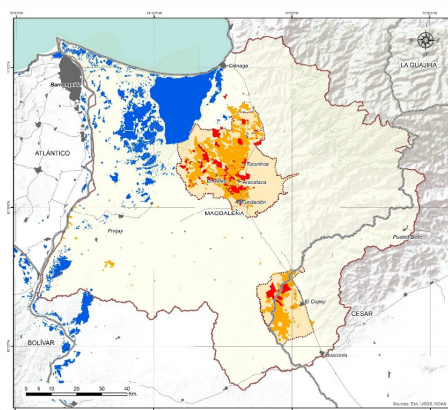 Ciénaga
LA GUAJIRA
Barranquilla
ATLÁNTICO
Tucurinca
Retén
Aracataca
Fundación
MAGDALENA
Pivijay
Pueblo Bello
El Copey
CESAR
BOLÍVAR
Bosconia
0 5 10 20 30 40
Km.
Sources: Esri, USGS, NOAA